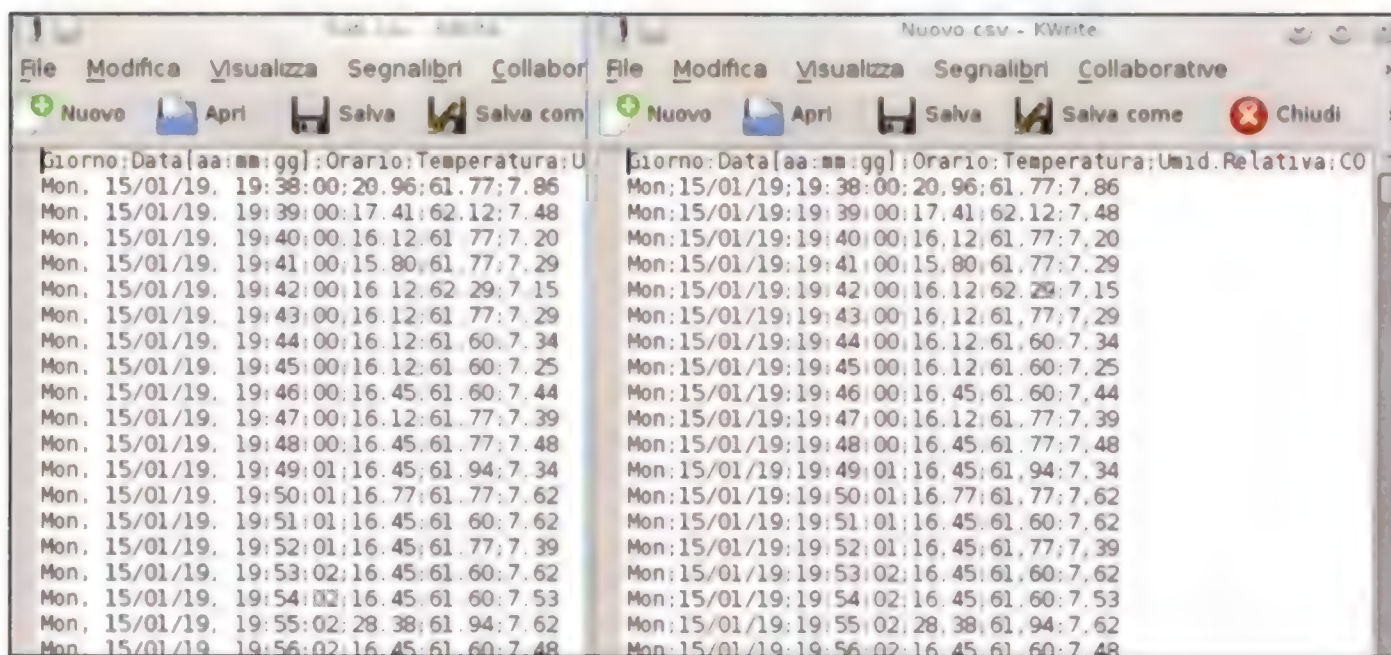 Nuovo csv - KWrite
File Modifica Visualizza Segnalibri Collabor
File Modifica Visualizza Segnalibri Collaborative
Nuovo Apri Salva Salva com
Nuovo Apri Salva Salva come Chiudi
Giorno;Data[aa:mm:gg];Orario;Temperatura;U
Mon, 15/01/19, 19:38:00;20.96;61.77;7.86
Mon, 15/01/19, 19:39:00;17.41;62.12;7.48
Mon, 15/01/19, 19:40:00;16.12;61.77;7.20
Mon, 15/01/19, 19:41:00;15.80;61.77;7.29
Mon, 15/01/19, 19:42:00;16.12;62.29;7.15
Mon, 15/01/19, 19:43:00;16.12;61.77;7.29
Mon, 15/01/19, 19:44:00;16.12;61.60;7.34
Mon, 15/01/19, 19:45:00;16.12;61.60;7.25
Mon, 15/01/19, 19:46:00;16.45;61.60;7.44
Mon, 15/01/19, 19:47:00;16.12;61.77;7.39
Mon, 15/01/19, 19:48:00;16.45;61.77;7.48
Mon, 15/01/19, 19:49:01;16.45;61.94;7.34
Mon, 15/01/19, 19:50:01;16.77;61.77;7.62
Mon, 15/01/19, 19:51:01;16.45;61.60;7.62
Mon, 15/01/19, 19:52:01;16.45;61.77;7.39
Mon, 15/01/19, 19:53:02;16.45;61.60;7.62
Mon, 15/01/19, 19:54:02;16.45;61.60;7.53
Mon, 15/01/19, 19:55:02;28.38;61.94;7.62
Mon, 15/01/19, 19:56:02;16.45;61.60;7.48
Giorno;Data[aa:mm:gg];Orario;Temperatura;Umid.Relativa;CO
Mon;15/01/19;19:38:00;20,96;61,77;7,86
Mon;15/01/19;19:39:00;17,41;62,12;7,48
Mon;15/01/19;19:40:00;16,12;61,77;7,20
Mon;15/01/19;19:41:00;15,80;61,77;7,29
Mon;15/01/19;19:42:00;16,12;62,29;7,15
Mon;15/01/19;19:43:00;16,12;61,77;7,29
Mon;15/01/19;19:44:00;16,12;61,60;7,34
Mon;15/01/19;19:45:00;16,12;61,60;7,25
Mon;15/01/19;19:46:00;16,45;61,60;7,44
Mon;15/01/19;19:47:00;16,12;61,77;7,39
Mon;15/01/19;19:48:00;16,45;61,77;7,48
Mon;15/01/19;19:49:01;16,45;61,94;7,34
Mon;15/01/19;19:50:01;16,77;61,77;7,62
Mon;15/01/19;19:51:01;16,45;61,60;7,62
Mon;15/01/19;19:52:01;16,45;61,77;7,39
Mon;15/01/19;19:53:02;16,45;61,60;7,62
Mon;15/01/19;19:54:02;16,45;61,60;7,53
Mon;15/01/19;19:55:02;28,38;61,94;7,62
Mon;15/01/19;19:56:02;16,45;61,60;7,48